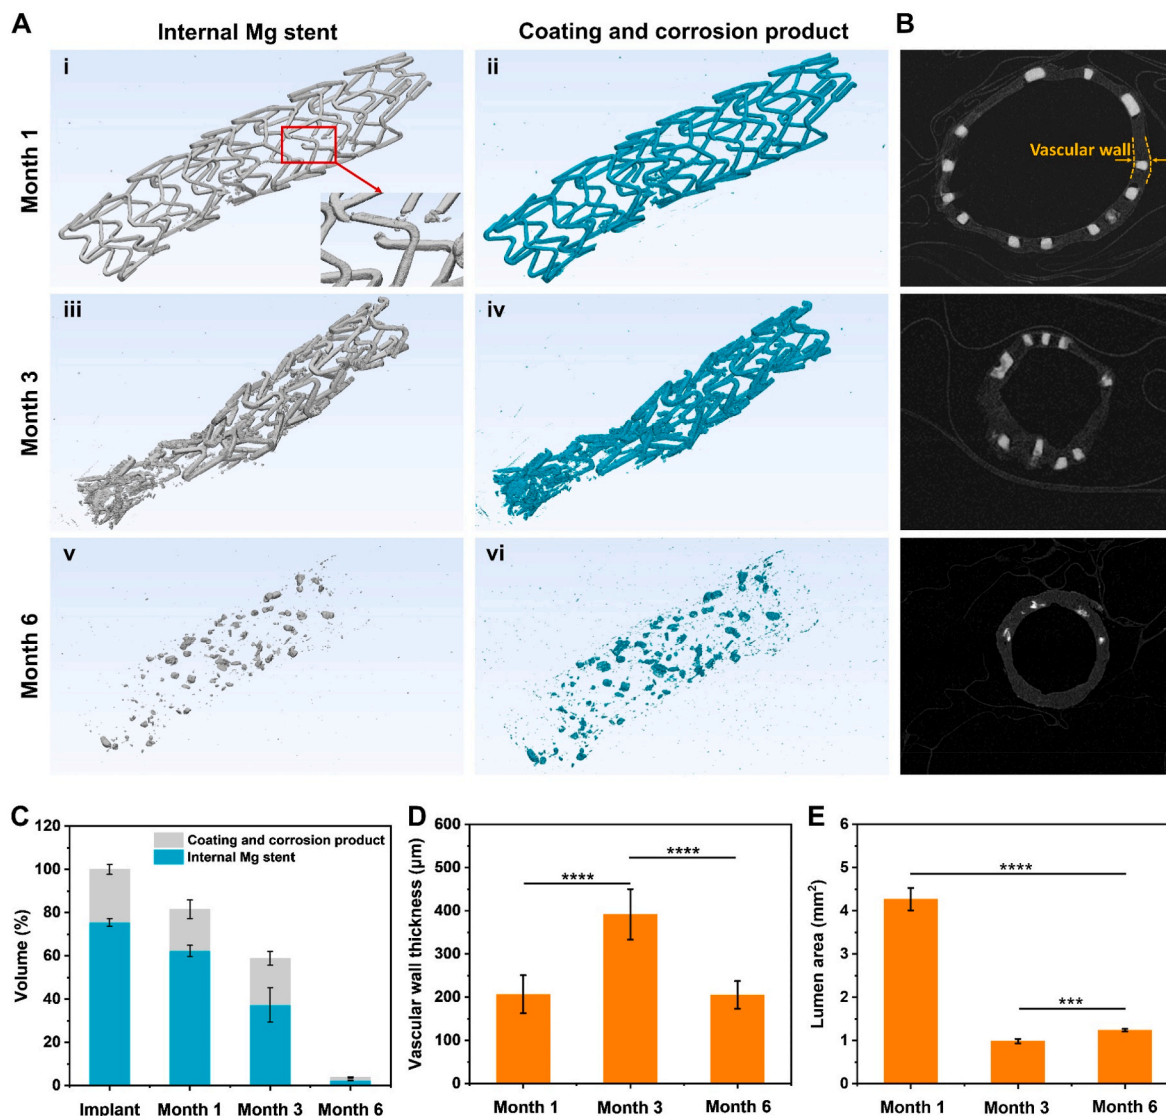 A
Internal Mg stent
Coating and corrosion product
B
Month 1
i
ii
Vascular wall
Month 3
iii
iv
Month 6
v
vi
C
Volume (%)
120
100
80
60
40
20
0
Coating and corrosion product
Internal Mg stent
Implant Month 1 Month 3 Month 6
D
Vascular wall thickness (μm)
600
500
400
300
200
100
0
****
****
Month 1 Month 3 Month 6
E
Lumen area (mm²)
6
5
4
3
2
1
0
****
***
Month 1 Month 3 Month 6